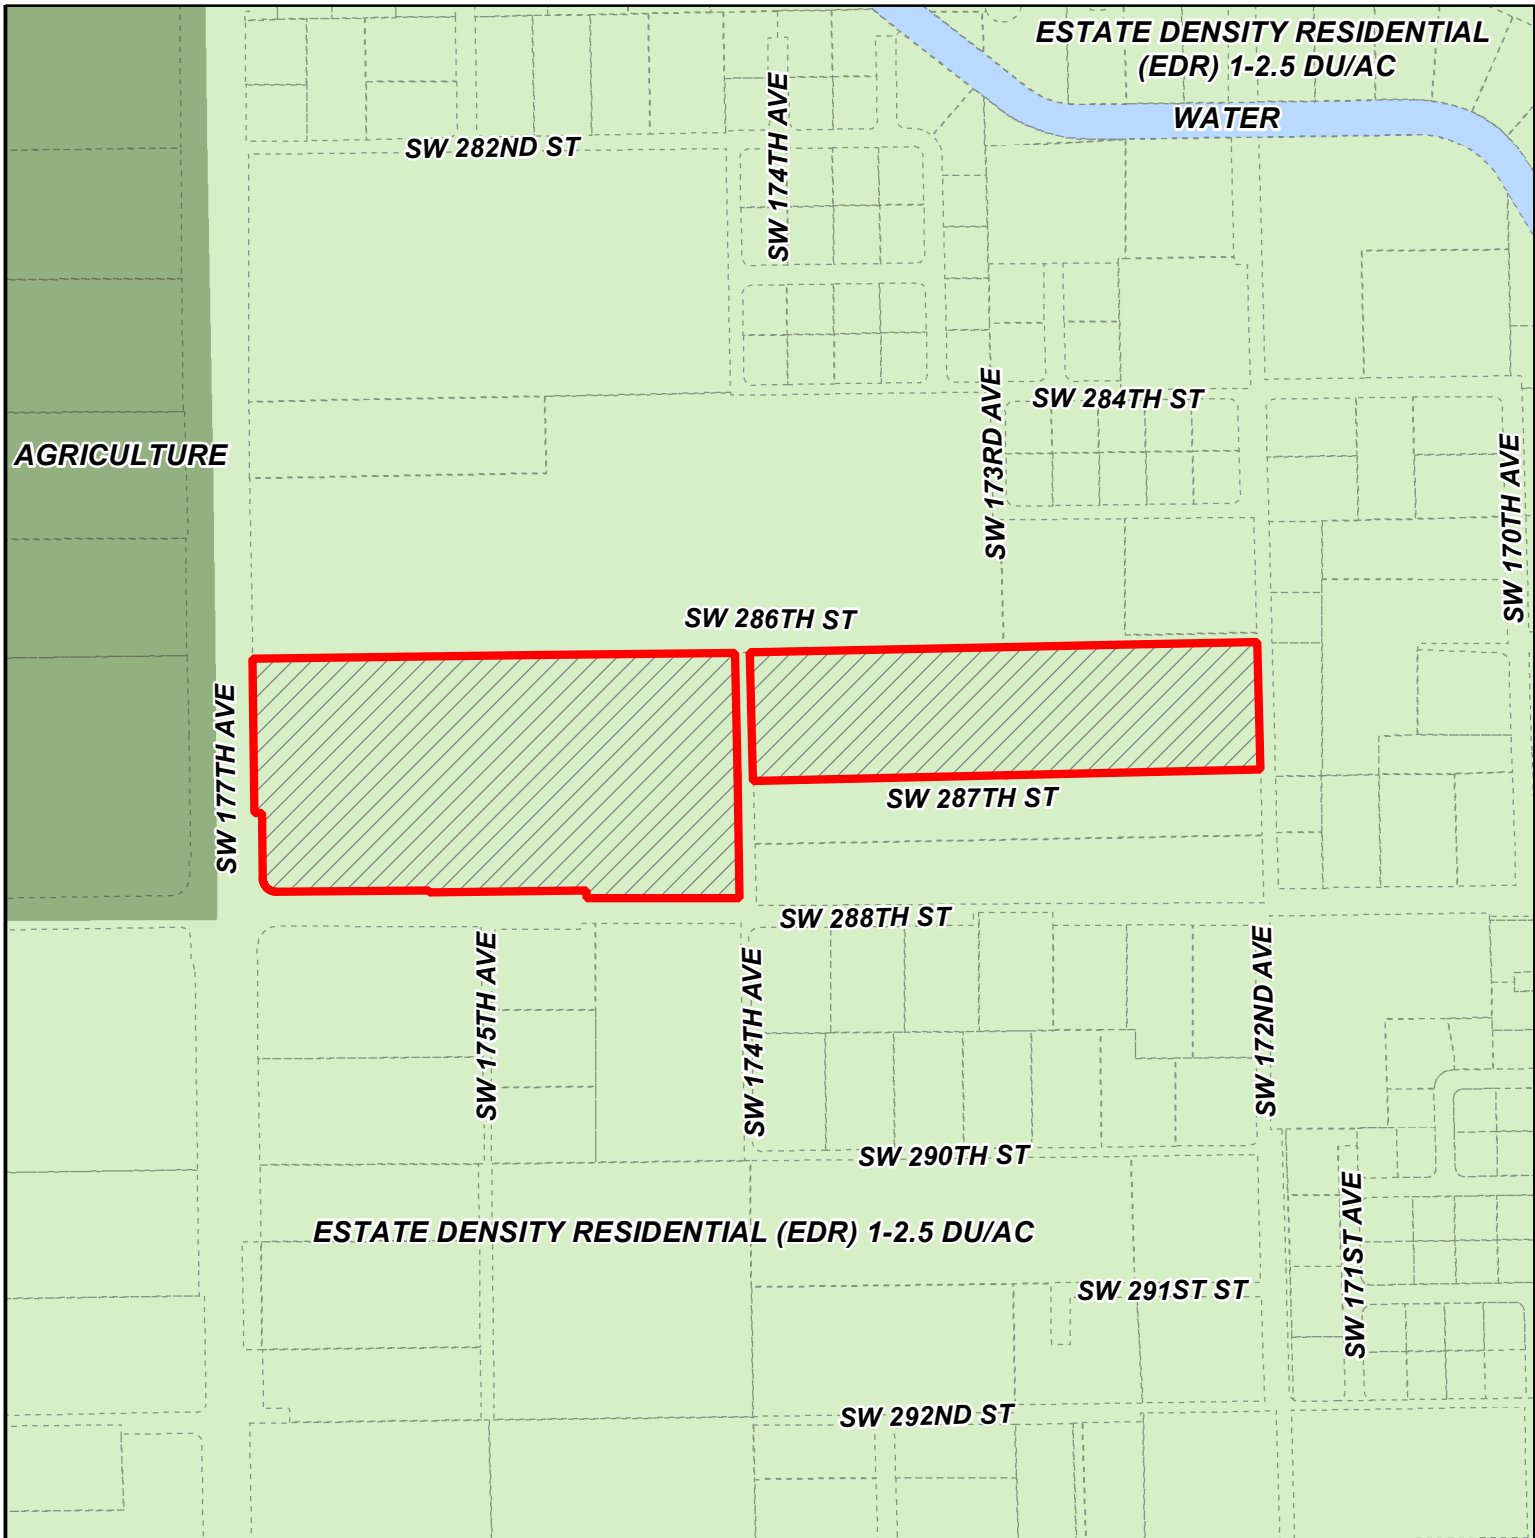 ESTATE DENSITY RESIDENTIAL
(EDR) 1-2.5 DU/AC
WATER
SW 282ND ST
SW 174TH AVE
SW 284TH ST
SW 173RD AVE
AGRICULTURE
SW 170TH AVE
SW 286TH ST
SW 177TH AVE
SW 287TH ST
SW 288TH ST
SW 175TH AVE
SW 174TH AVE
SW 172ND AVE
SW 290TH ST
SW 171ST AVE
ESTATE DENSITY RESIDENTIAL (EDR) 1-2.5 DU/AC
SW 291ST ST
SW 292ND ST